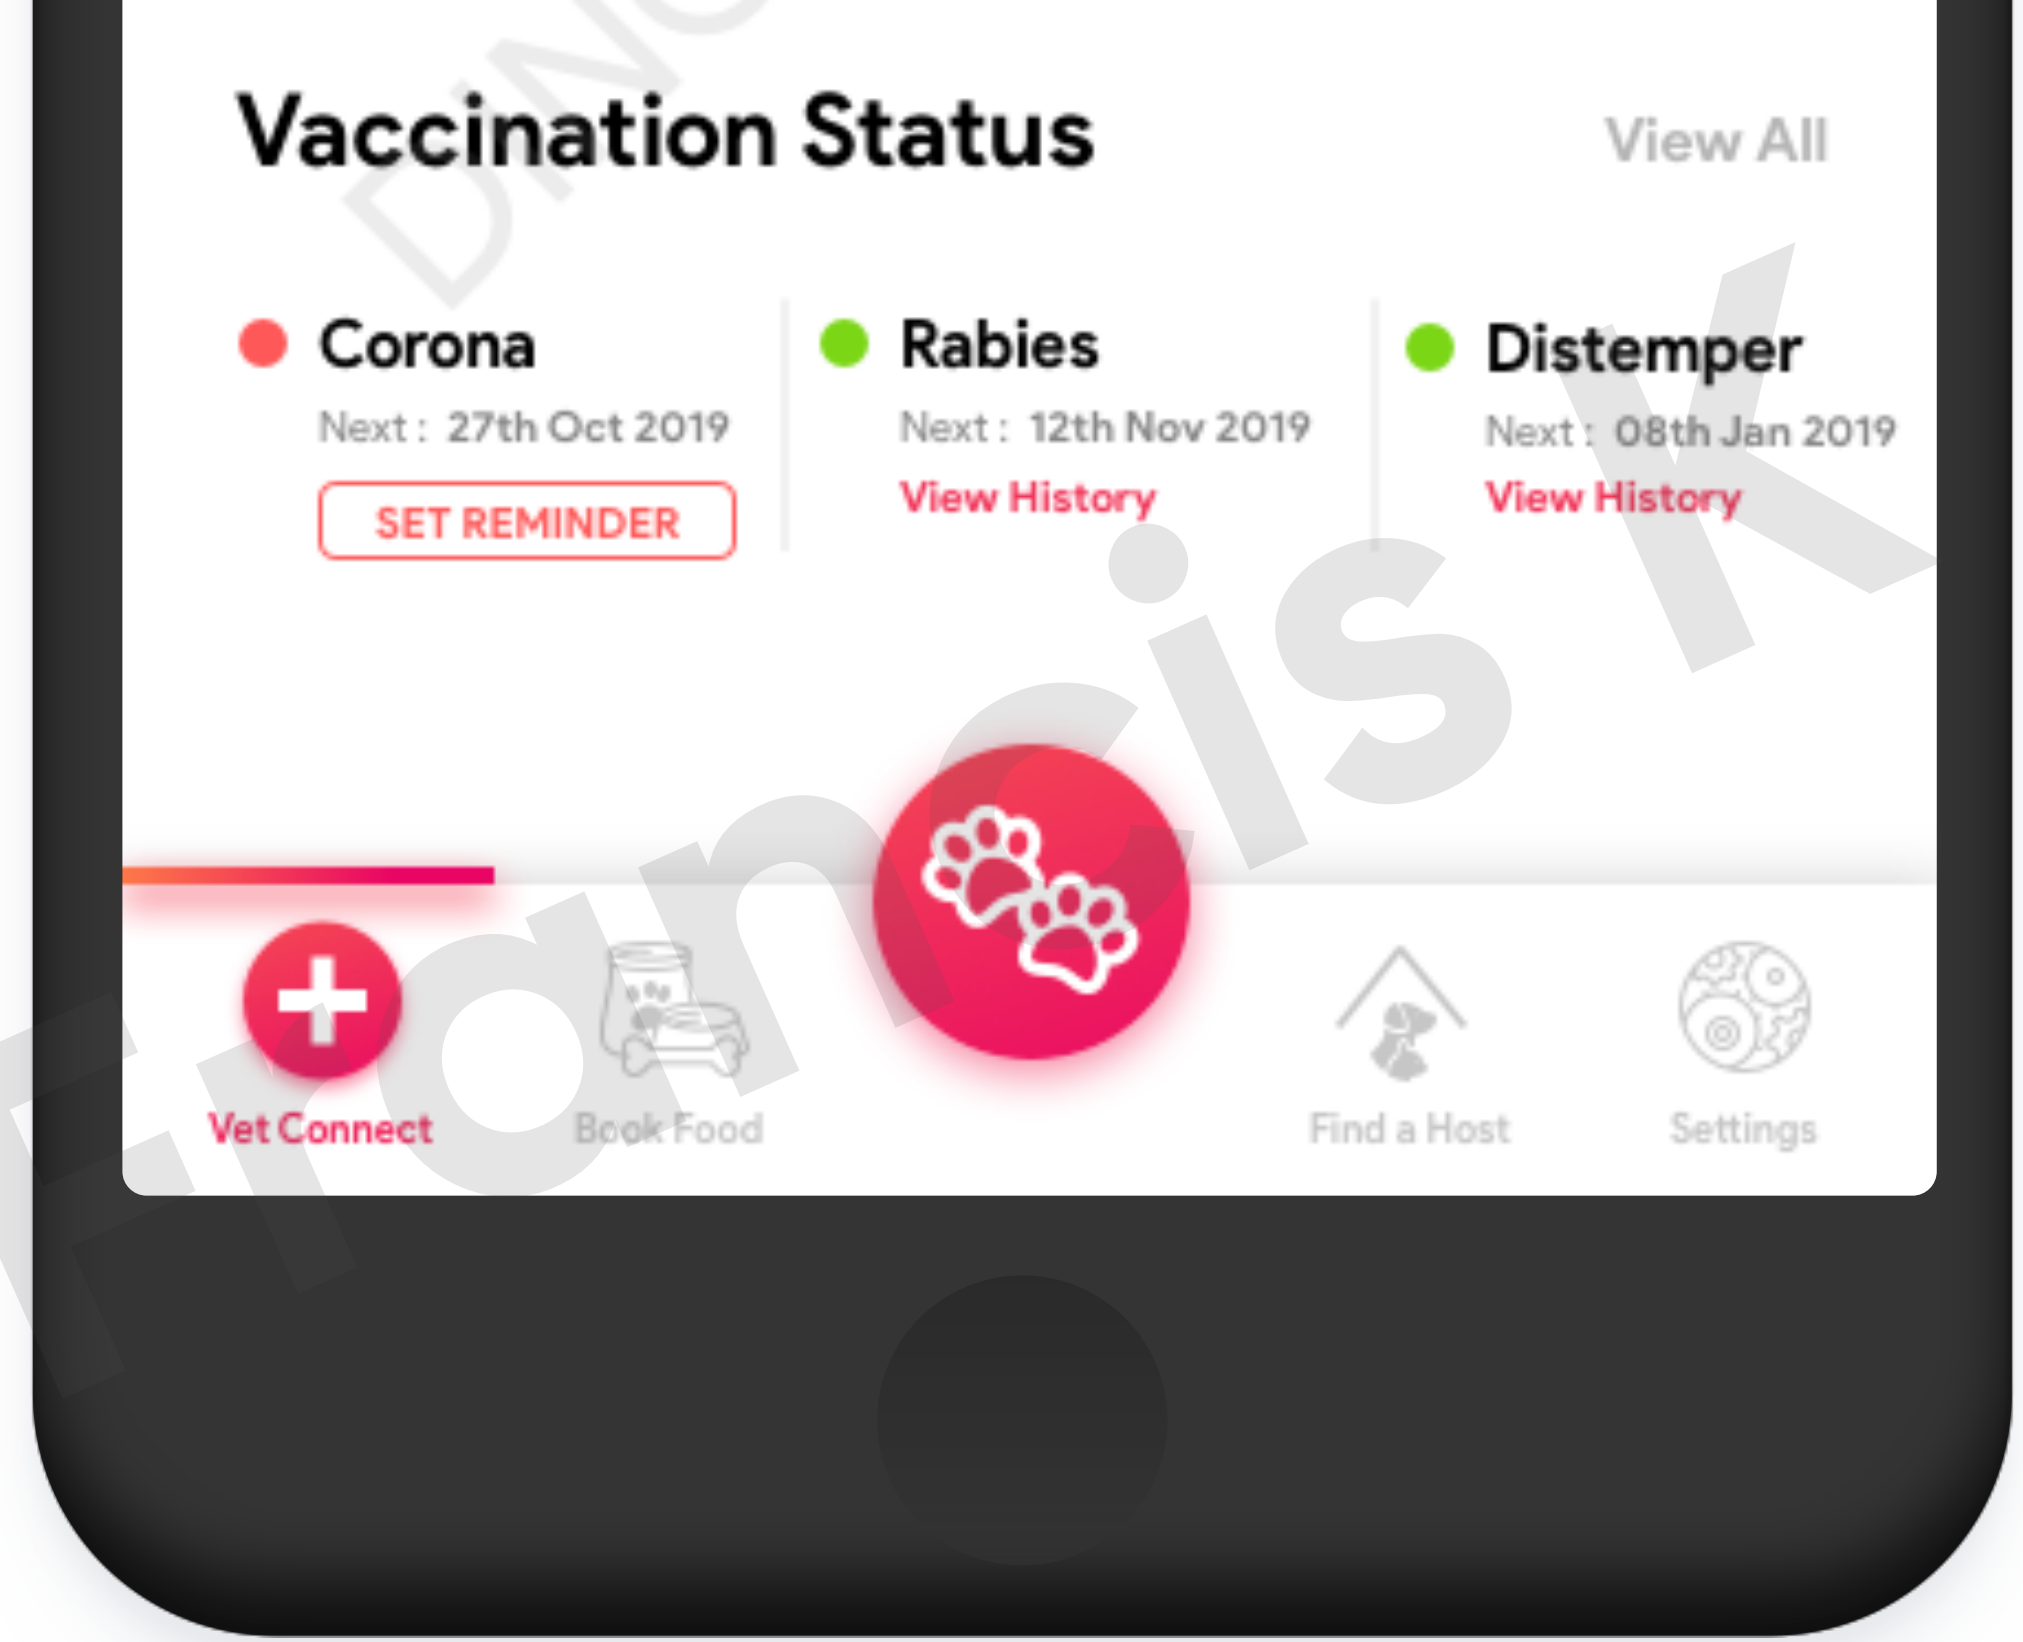 Vaccination Status
View All
Corona
Next : 27th Oct 2019
SET REMINDER
Rabies
Next : 12th Nov 2019
View History
Distemper
Next : 08th Jan 2019
View History
Vet Connect
Book Food
Find a Host
Settings
Francis K